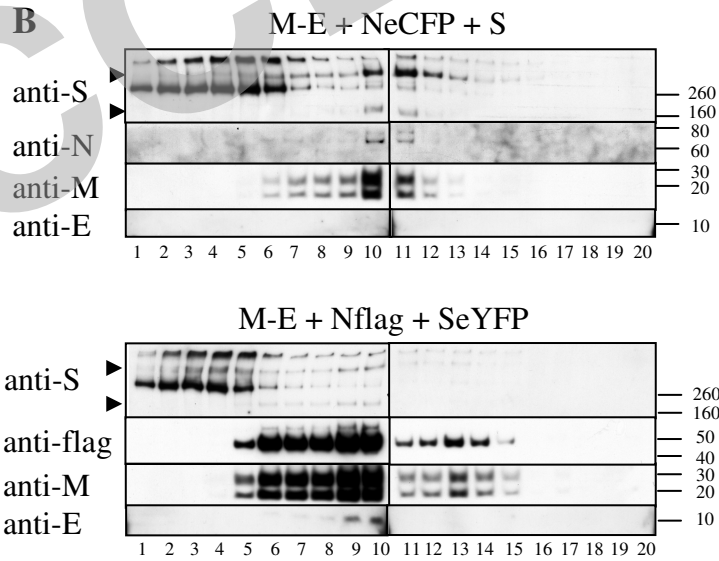 B
M-E + NeCFP + S
anti-S
260
160
anti-N
80
60
anti-M
30
20
anti-E
10
1 2 3 4 5 6 7 8 9 10 11 12 13 14 15 16 17 18 19 20
M-E + Nflag + SeYFP
anti-S
260
160
anti-flag
50
40
anti-M
30
20
anti-E
10
1 2 3 4 5 6 7 8 9 10 11 12 13 14 15 16 17 18 19 20